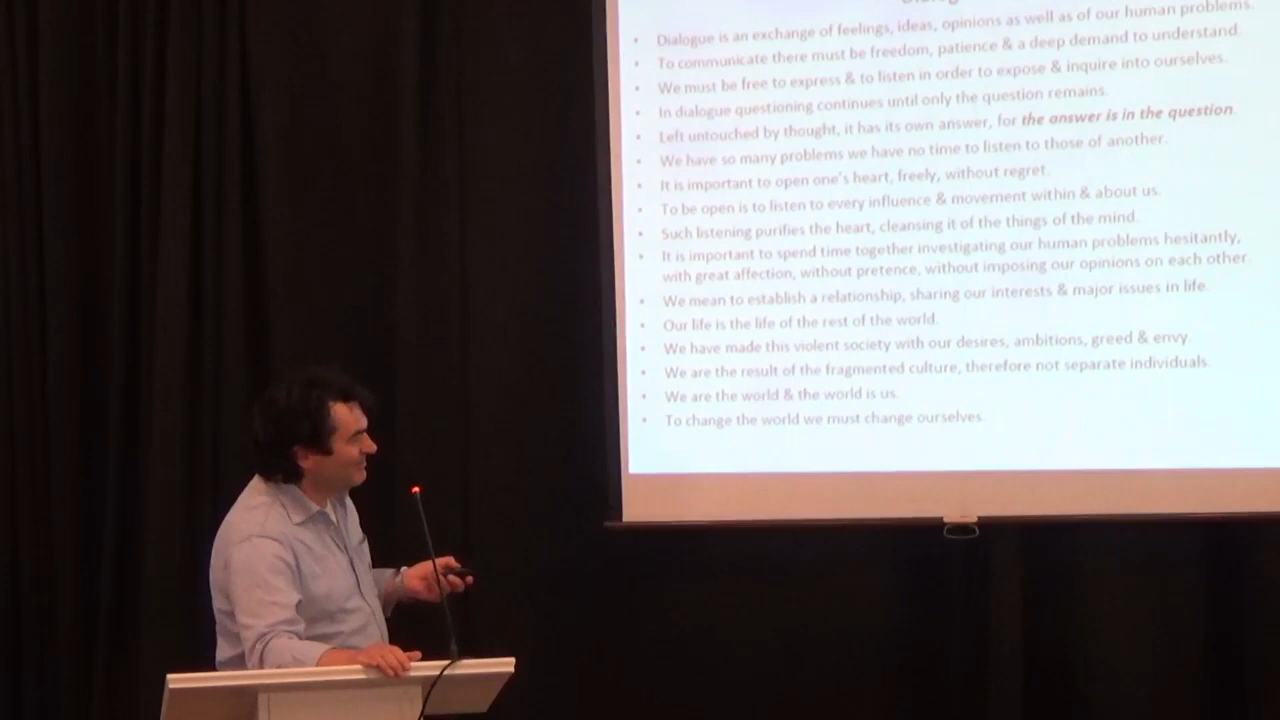 • Dialogue is an exchange of feelings, ideas, opinions as well as of our human problems.
• To communicate there must be freedom, patience & a deep demand to understand.
• We must be free to express & to listen in order to expose & inquire into ourselves.
• In dialogue questioning continues until only the question remains.
• Left untouched by thought, it has its own answer, for the answer is in the question.
• We have so many problems we have no time to listen to those of another.
• It is important to open one's heart, freely, without regret.
• To be open is to listen to every influence & movement within & about us.
• Such listening purifies the heart, cleansing it of the things of the mind.
• It is important to spend time together investigating our human problems hesitantly,
with great affection, without pretence, without imposing our opinions on each other.
• We mean to establish a relationship, sharing our interests & major issues in life.
• Our life is the life of the rest of the world.
• We have made this violent society with our desires, ambitions, greed & envy.
• We are the result of the fragmented culture, therefore not separate individuals.
• We are the world & the world is us.
• To change the world we must change ourselves.